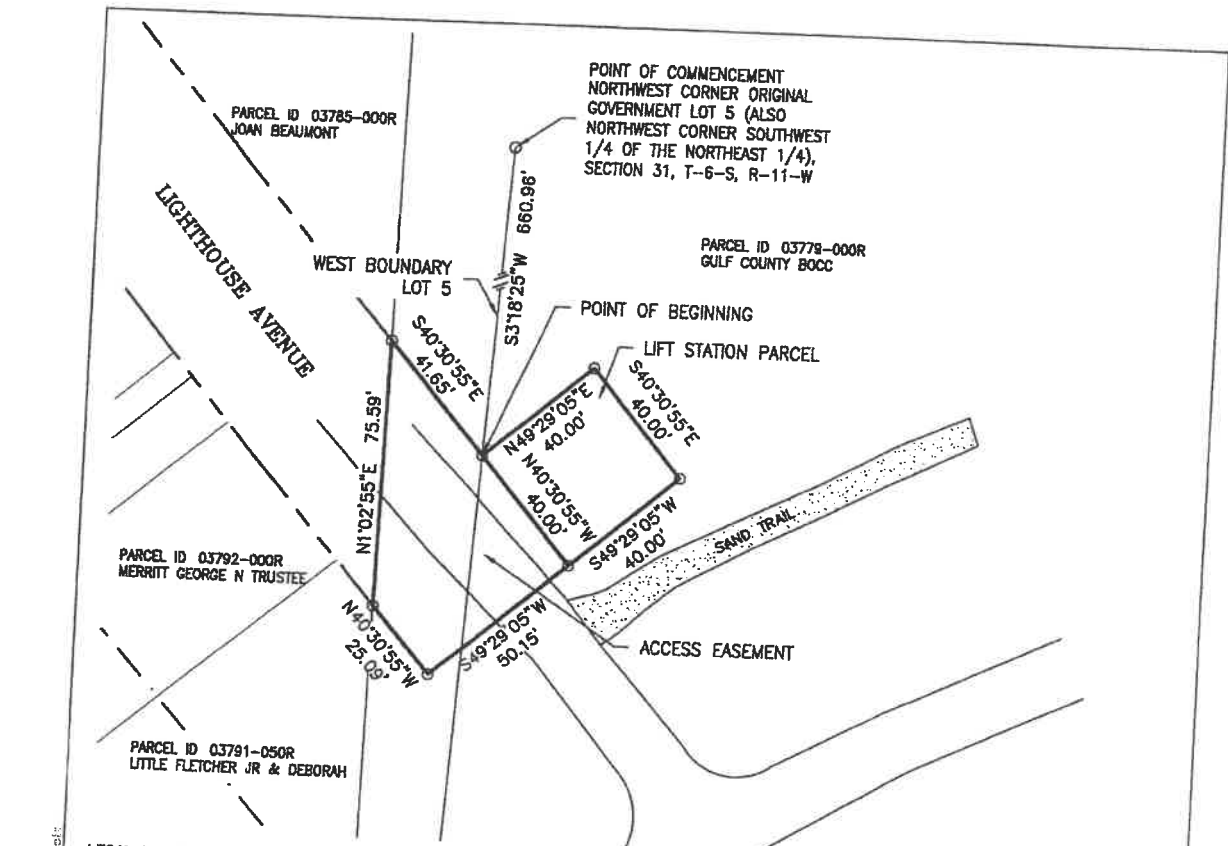 POINT OF COMMENCEMENT
NORTHWEST CORNER ORIGINAL
GOVERNMENT LOT 5 (ALSO
NORTHWEST CORNER SOUTHWEST
1/4 OF THE NORTHEAST 1/4),
SECTION 31, T-6-S, R-11-W
PARCEL ID 03785-000R
JOAN BEAUMONT
LIGHTHOUSE AVENUE
S3°18'25"W 660.96'
PARCEL ID 03779-000R
GULF COUNTY BOCC
WEST BOUNDARY
LOT 5
POINT OF BEGINNING
LIFT STATION PARCEL
S40°30'55"E
41.65'
S40°30'55"E
40.00'
N49°29'05"E
40.00'
N40°30'55"W
40.00'
N1°02'55"E 75.59'
S49°29'05"W
40.00'
SAND TRAIL
PARCEL ID 03792-000R
MERRITT GEORGE N TRUSTEE
N40°30'55"W
25.09'
S49°29'05"W
50.15'
ACCESS EASEMENT
PARCEL ID 03791-050R
LITTLE FLETCHER JR & DEBORAH